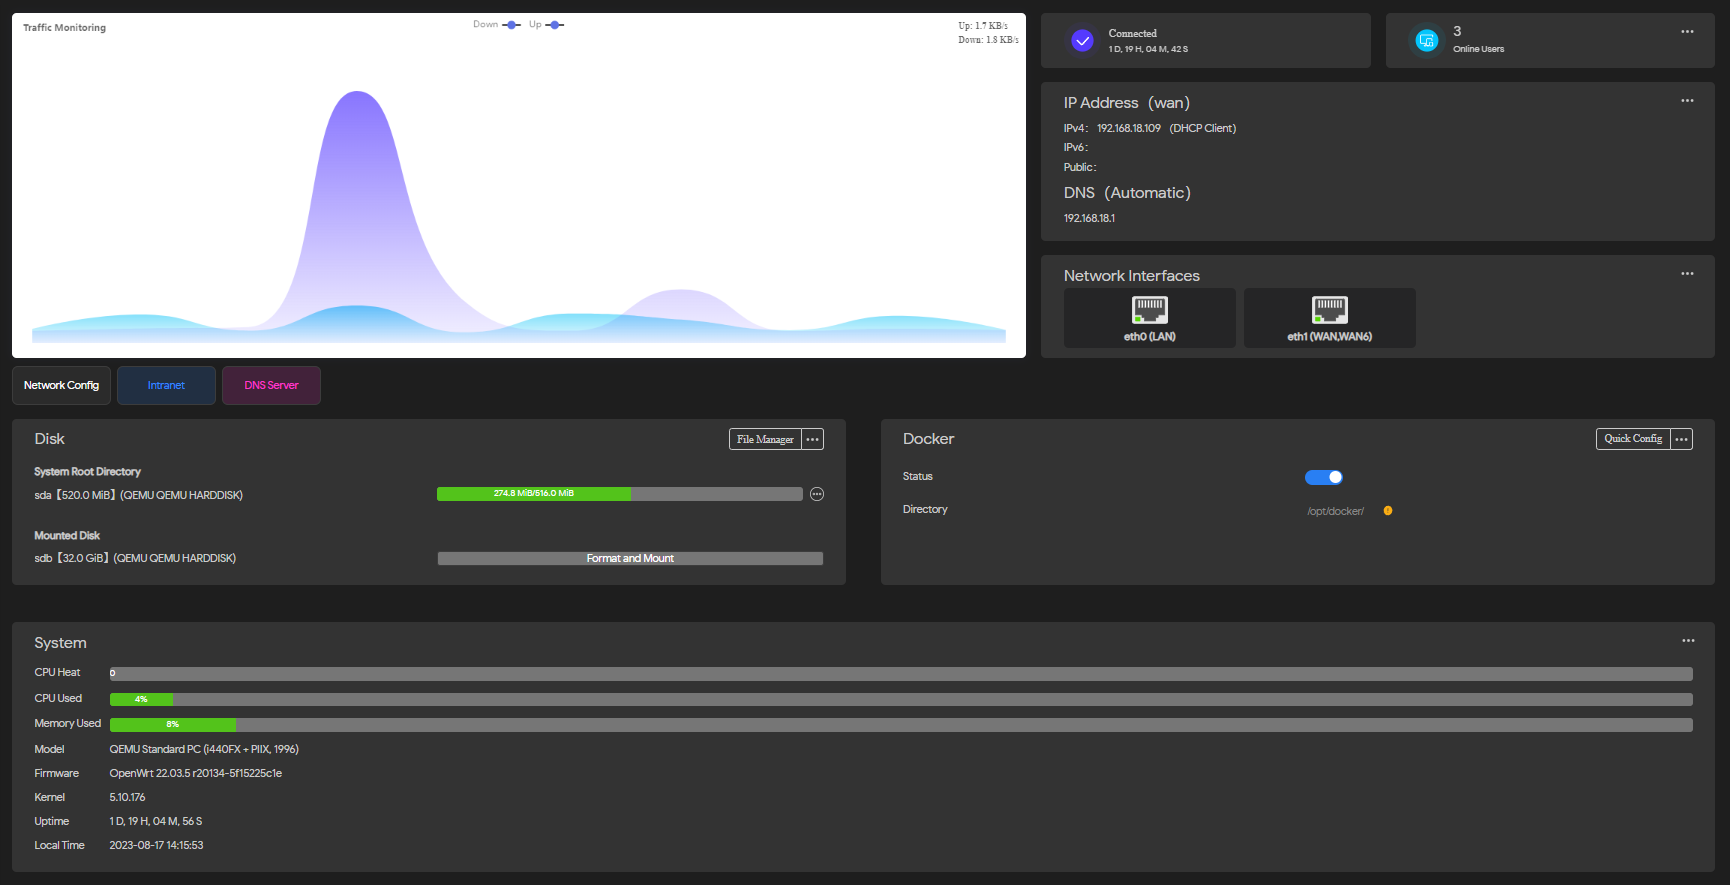 Traffic Monitoring
Down Up
Up: 1.7 KB/s
Down: 1.8 KB/s
Connected
1 D, 19 H, 04 M, 42 S
3
Online Users
IP Address（wan）
IPv4： 192.168.18.109 (DHCP Client)
IPv6：
Public：
DNS（Automatic）
192.168.18.1
Network Interfaces
eth0 (LAN)
eth1 (WAN,WAN6)
Network Config
Intranet
DNS Server
Disk
File Manager
System Root Directory
sda【520.0 MiB】(QEMU QEMU HARDDISK)
274.8 MiB/516.0 MiB
Mounted Disk
sdb【32.0 GiB】(QEMU QEMU HARDDISK)
Format and Mount
Docker
Quick Config
Status
Directory
/opt/docker/
System
CPU Heat 0
CPU Used 4%
Memory Used 8%
Model QEMU Standard PC (i440FX + PIIX, 1996)
Firmware OpenWrt 22.03.5 r20134-5f15225c1e
Kernel 5.10.176
Uptime 1 D, 19 H, 04 M, 56 S
Local Time 2023-08-17 14:15:53